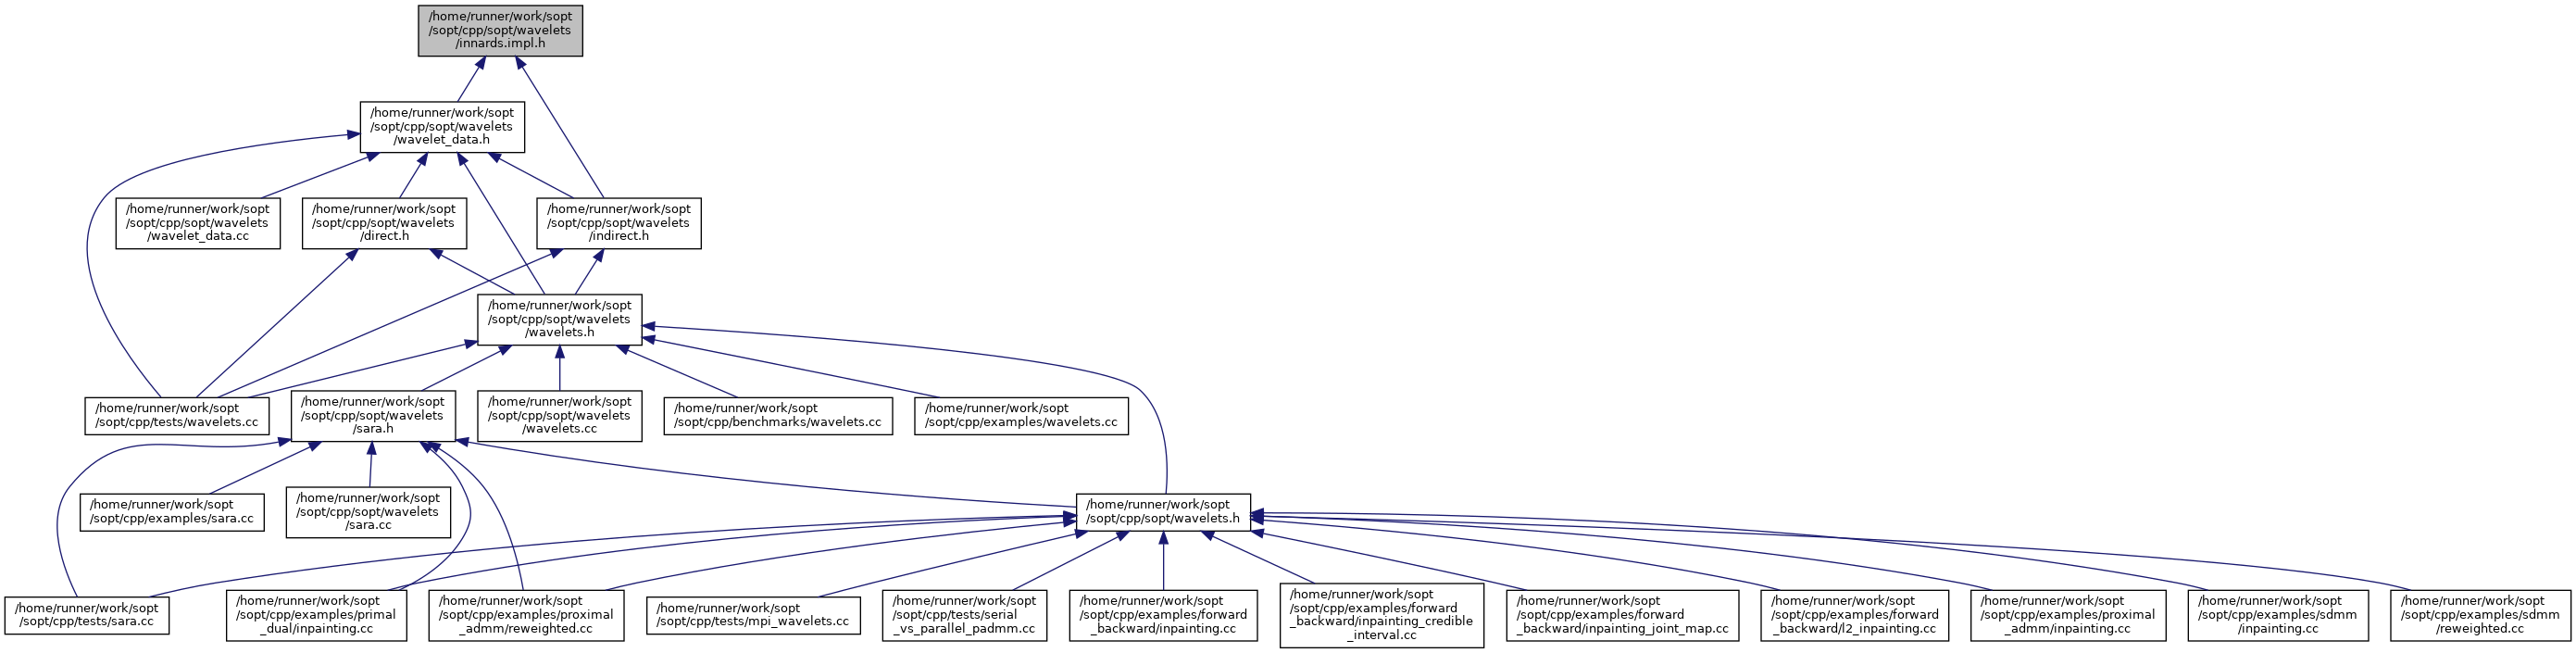 /home/runner/work/sopt
/sopt/cpp/sopt/wavelets
/innards.impl.h
/home/runner/work/sopt
/sopt/cpp/sopt/wavelets
/wavelet_data.h
/home/runner/work/sopt
/sopt/cpp/sopt/wavelets
/wavelet_data.cc
/home/runner/work/sopt
/sopt/cpp/sopt/wavelets
/direct.h
/home/runner/work/sopt
/sopt/cpp/sopt/wavelets
/indirect.h
/home/runner/work/sopt
/sopt/cpp/sopt/wavelets
/wavelets.h
/home/runner/work/sopt
/sopt/cpp/tests/wavelets.cc
/home/runner/work/sopt
/sopt/cpp/sopt/wavelets
/sara.h
/home/runner/work/sopt
/sopt/cpp/sopt/wavelets
/wavelets.cc
/home/runner/work/sopt
/sopt/cpp/benchmarks/wavelets.cc
/home/runner/work/sopt
/sopt/cpp/examples/wavelets.cc
/home/runner/work/sopt
/sopt/cpp/examples/sara.cc
/home/runner/work/sopt
/sopt/cpp/sopt/wavelets
/sara.cc
/home/runner/work/sopt
/sopt/cpp/sopt/wavelets.h
/home/runner/work/sopt
/sopt/cpp/tests/sara.cc
/home/runner/work/sopt
/sopt/cpp/examples/primal
_dual/inpainting.cc
/home/runner/work/sopt
/sopt/cpp/examples/proximal
_admm/reweighted.cc
/home/runner/work/sopt
/sopt/cpp/tests/mpi_wavelets.cc
/home/runner/work/sopt
/sopt/cpp/tests/serial
_vs_parallel_padmm.cc
/home/runner/work/sopt
/sopt/cpp/examples/forward
_backward/inpainting.cc
/home/runner/work/sopt
/sopt/cpp/examples/forward
_backward/inpainting_credible
_interval.cc
/home/runner/work/sopt
/sopt/cpp/examples/forward
_backward/inpainting_joint_map.cc
/home/runner/work/sopt
/sopt/cpp/examples/forward
_backward/l2_inpainting.cc
/home/runner/work/sopt
/sopt/cpp/examples/proximal
_admm/inpainting.cc
/home/runner/work/sopt
/sopt/cpp/examples/sdmm
/inpainting.cc
/home/runner/work/sopt
/sopt/cpp/examples/sdmm
/reweighted.cc